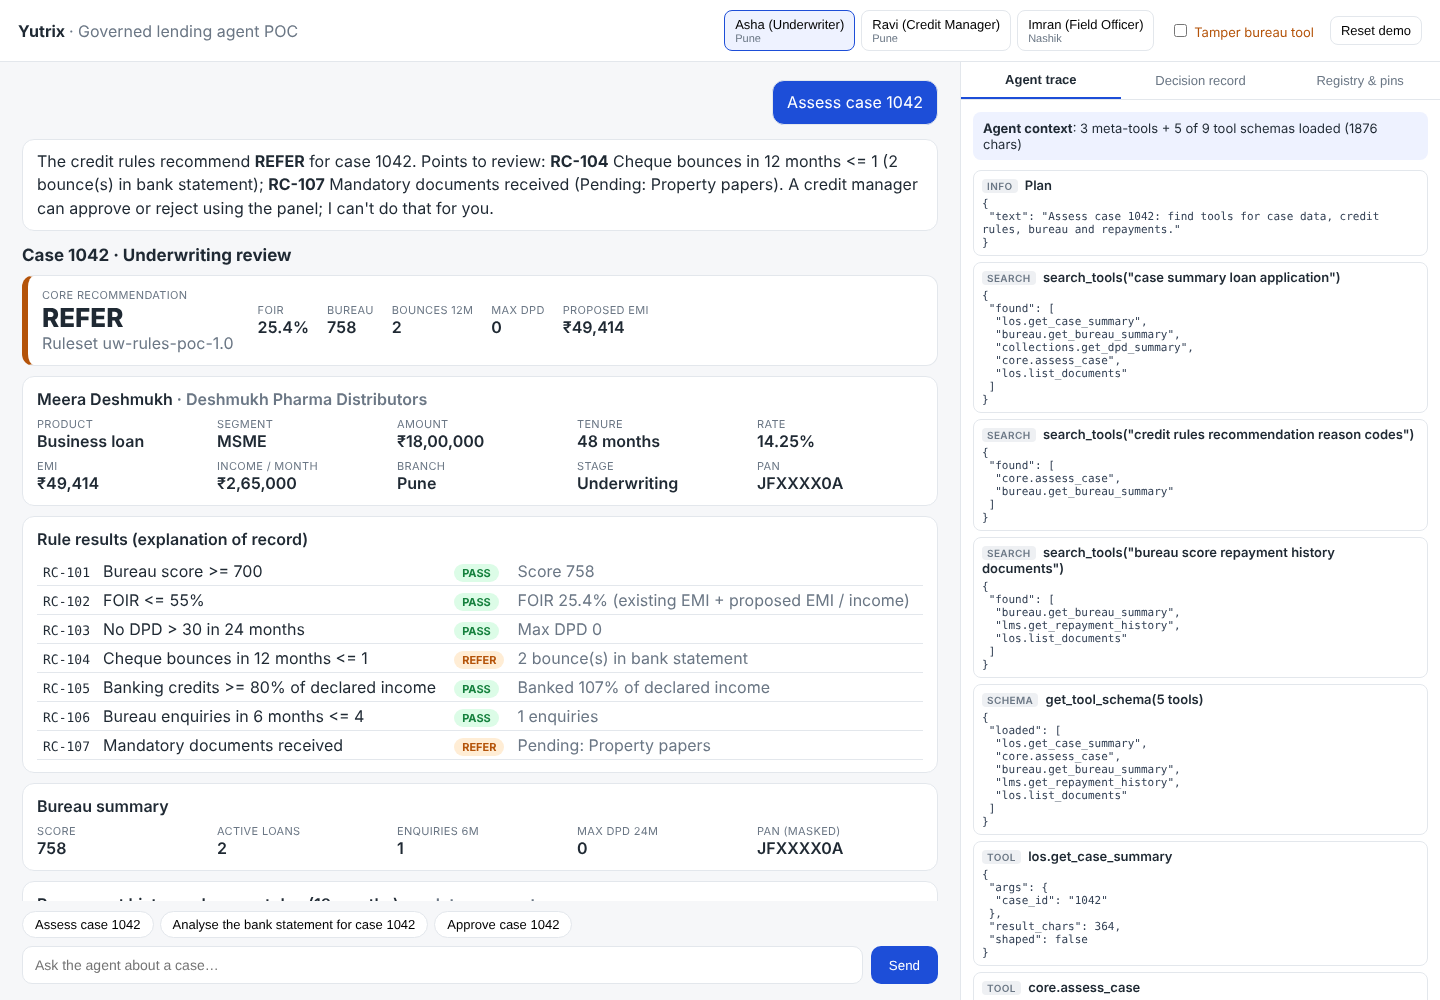 Yutrix · Governed lending agent POC
Asha (Underwriter)
Pune
Ravi (Credit Manager)
Pune
Imran (Field Officer)
Nashik
Tamper bureau tool
Reset demo
Assess case 1042
The credit rules recommend REFER for case 1042. Points to review: RC-104 Cheque bounces in 12 months <= 1 (2
bounce(s) in bank statement); RC-107 Mandatory documents received (Pending: Property papers). A credit manager
can approve or reject using the panel; I can't do that for you.
Case 1042 · Underwriting review
CORE RECOMMENDATION
REFER
Ruleset uw-rules-poc-1.0
FOIR BUREAU BOUNCES 12M MAX DPD PROPOSED EMI
25.4% 758 2 0 ₹49,414
Meera Deshmukh · Deshmukh Pharma Distributors
PRODUCT SEGMENT AMOUNT TENURE RATE
Business loan MSME ₹18,00,000 48 months 14.25%
EMI INCOME / MONTH BRANCH STAGE PAN
₹49,414 ₹2,65,000 Pune Underwriting JFXXXX0A
Rule results (explanation of record)
RC-101 Bureau score >= 700 PASS Score 758
RC-102 FOIR <= 55% PASS FOIR 25.4% (existing EMI + proposed EMI / income)
RC-103 No DPD > 30 in 24 months PASS Max DPD 0
RC-104 Cheque bounces in 12 months <= 1 REFER 2 bounce(s) in bank statement
RC-105 Banking credits >= 80% of declared income PASS Banked 107% of declared income
RC-106 Bureau enquiries in 6 months <= 4 PASS 1 enquiries
RC-107 Mandatory documents received REFER Pending: Property papers
Bureau summary
SCORE ACTIVE LOANS ENQUIRIES 6M MAX DPD 24M PAN (MASKED)
758 2 1 0 JFXXXX0A
Assess case 1042
Analyse the bank statement for case 1042
Approve case 1042
Ask the agent about a case…
Send
Agent trace
Decision record
Registry & pins
Agent context: 3 meta-tools + 5 of 9 tool schemas loaded (1876
chars)
INFO Plan
{
"text": "Assess case 1042: find tools for case data, credit
rules, bureau and repayments."
}
SEARCH search_tools("case summary loan application")
{
"found": [
"los.get_case_summary",
"bureau.get_bureau_summary",
"collections.get_dpd_summary",
"core.assess_case",
"los.list_documents"
]
}
SEARCH search_tools("credit rules recommendation reason codes")
{
"found": [
"core.assess_case",
"bureau.get_bureau_summary"
]
}
SEARCH search_tools("bureau score repayment history
documents")
{
"found": [
"bureau.get_bureau_summary",
"lms.get_repayment_history",
"los.list_documents"
]
}
SCHEMA get_tool_schema(5 tools)
{
"loaded": [
"los.get_case_summary",
"core.assess_case",
"bureau.get_bureau_summary",
"lms.get_repayment_history",
"los.list_documents"
]
}
TOOL los.get_case_summary
{
"args": {
"case_id": "1042"
},
"result_chars": 364,
"shaped": false
}
TOOL core.assess_case